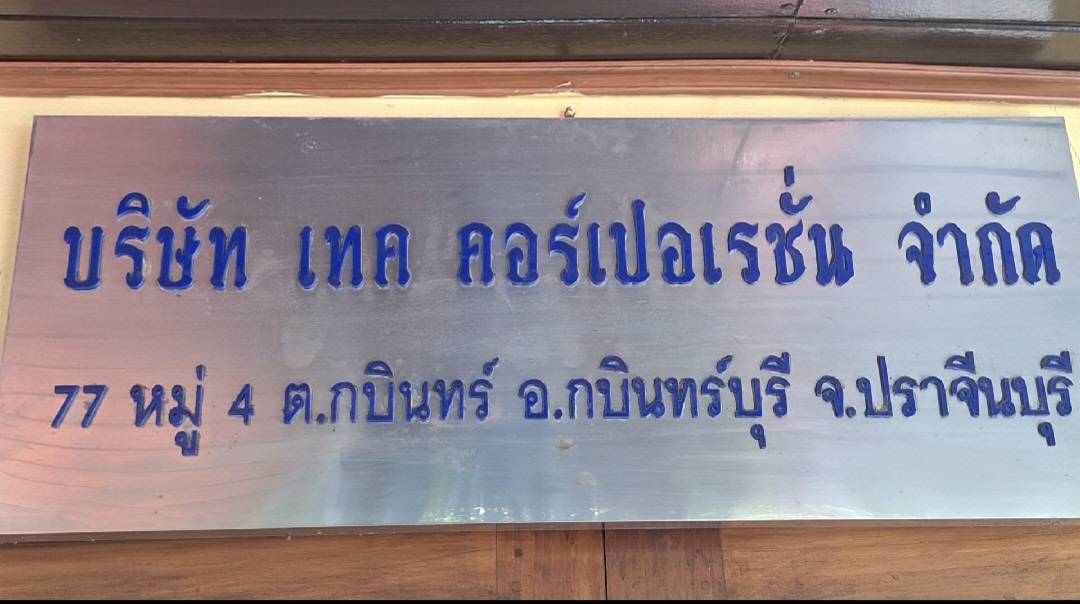 บริษัท เทค คอร์เปอเรชั่น จำกัด
77 หมู่ 4 ต.กบินทร์ อ.กบินทร์บุรี จ.ปราจีนบุรี